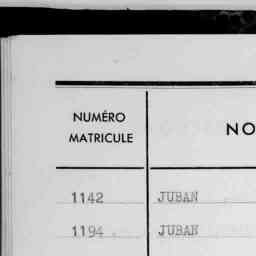 NUMÉRO
MATRICULE
NO
1142 JUBAN
1194 JUBAN